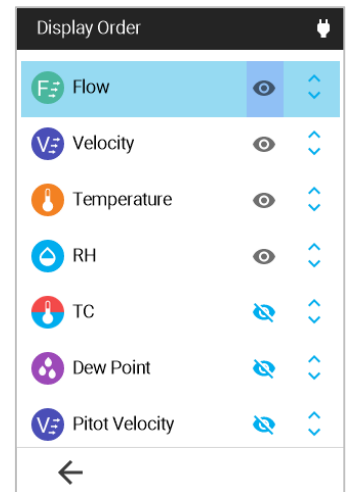 Display Order
Flow
Velocity
Temperature
RH
TC
Dew Point
Pitot Velocity